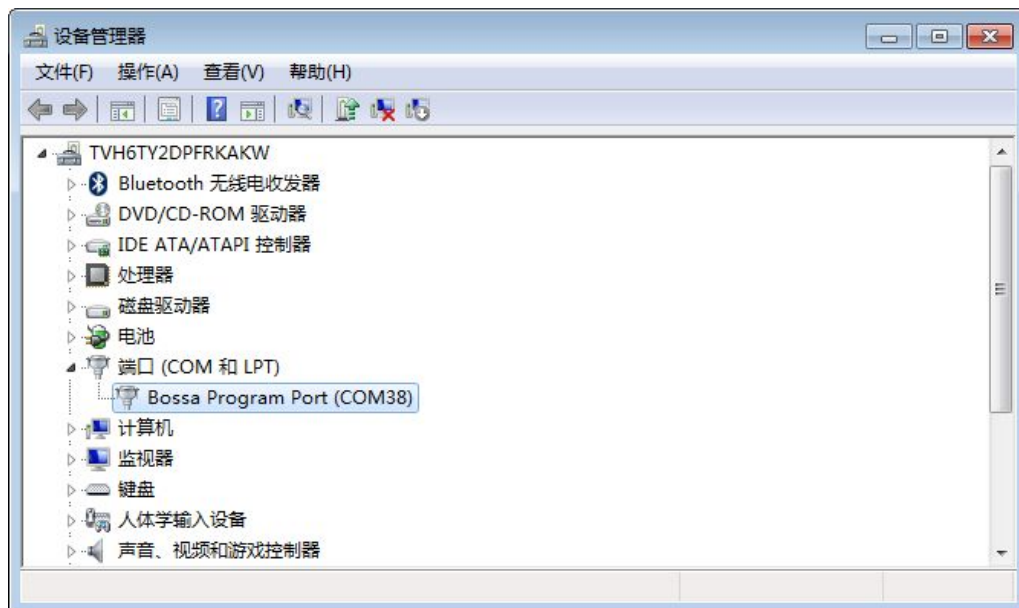 设备管理器
文件(F) 操作(A) 查看(V) 帮助(H)
TVH6TY2DPFRKAKW
Bluetooth 无线电收发器
DVD/CD-ROM 驱动器
IDE ATA/ATAPI 控制器
处理器
磁盘驱动器
电池
端口 (COM 和 LPT)
Bossa Program Port (COM38)
计算机
监视器
键盘
人体学输入设备
声音、视频和游戏控制器